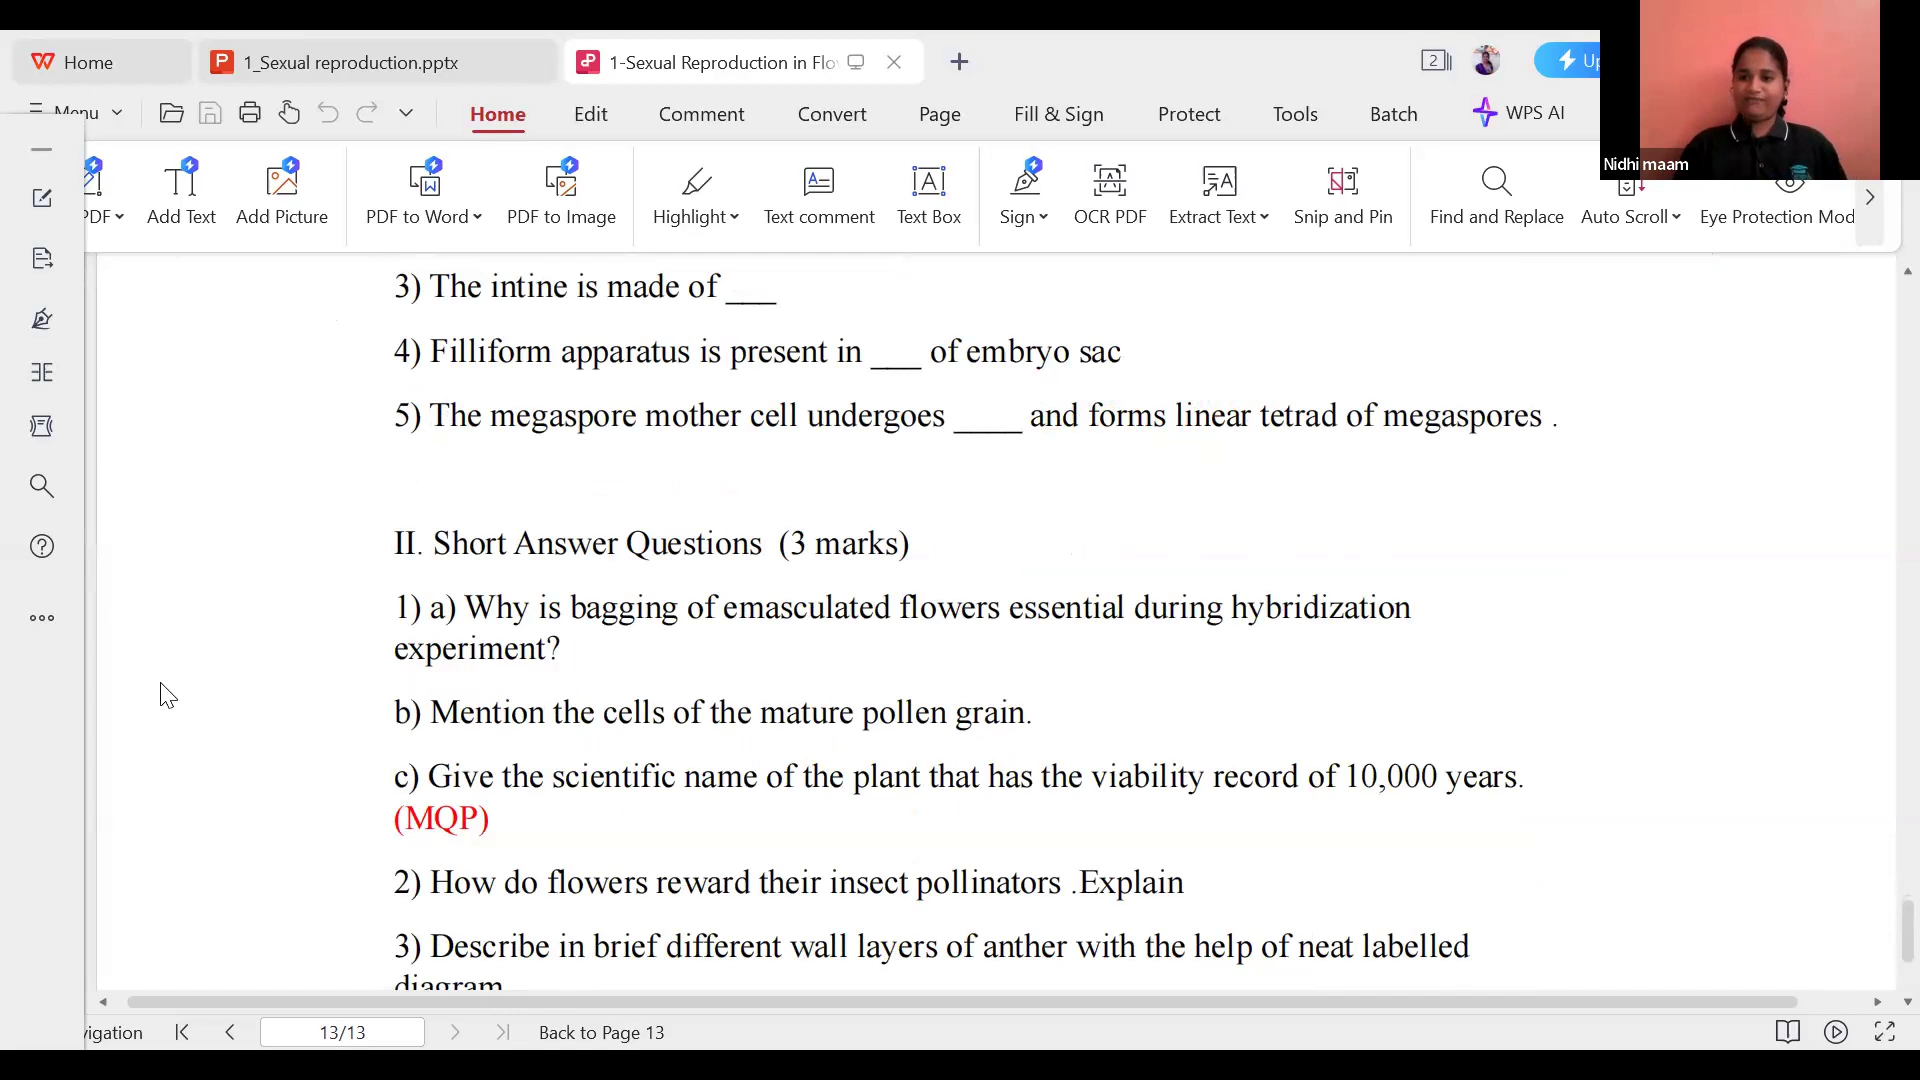 Home
1_Sexual reproduction.pptx
1-Sexual Reproduction in Flo
2
Up
Menu
Home Edit Comment Convert Page Fill & Sign Protect Tools Batch WPS AI
Nidhi maam
PDF Add Text Add Picture PDF to Word PDF to Image Highlight Text comment Text Box Sign OCR PDF Extract Text Snip and Pin Find and Replace Auto Scroll Eye Protection Mod
3) The intine is made of ___
4) Filliform apparatus is present in ___ of embryo sac
5) The megaspore mother cell undergoes ____ and forms linear tetrad of megaspores .
II. Short Answer Questions (3 marks)
1) a) Why is bagging of emasculated flowers essential during hybridization
experiment?
b) Mention the cells of the mature pollen grain.
c) Give the scientific name of the plant that has the viability record of 10,000 years.
(MQP)
2) How do flowers reward their insect pollinators .Explain
3) Describe in brief different wall layers of anther with the help of neat labelled
diagram
vigation 13/13 Back to Page 13